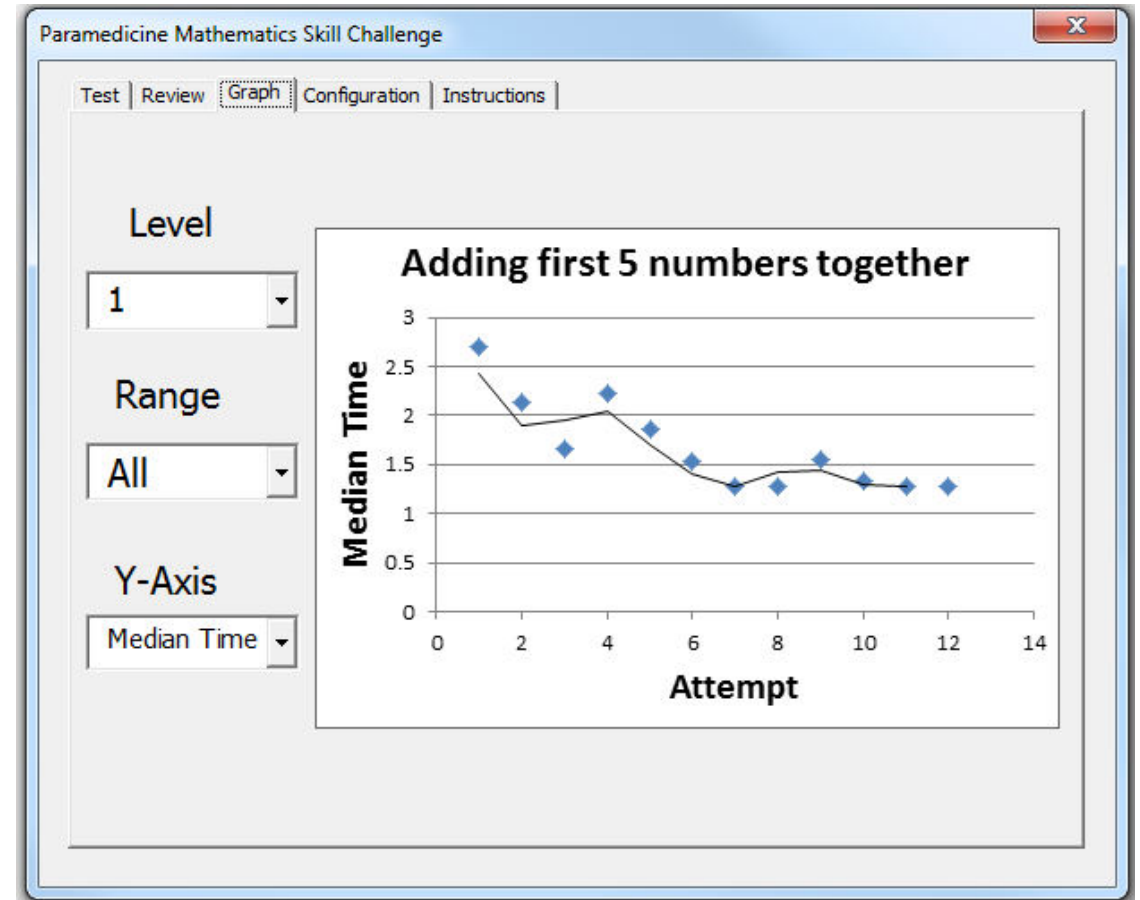 Paramedicine Mathematics Skill Challenge
Test Review Graph Configuration Instructions
Level
1
Range
All
Y-Axis
Median Time
Adding first 5 numbers together
Median Time
3
2.5
2
1.5
1
0.5
0
0 2 4 6 8 10 12 14
Attempt